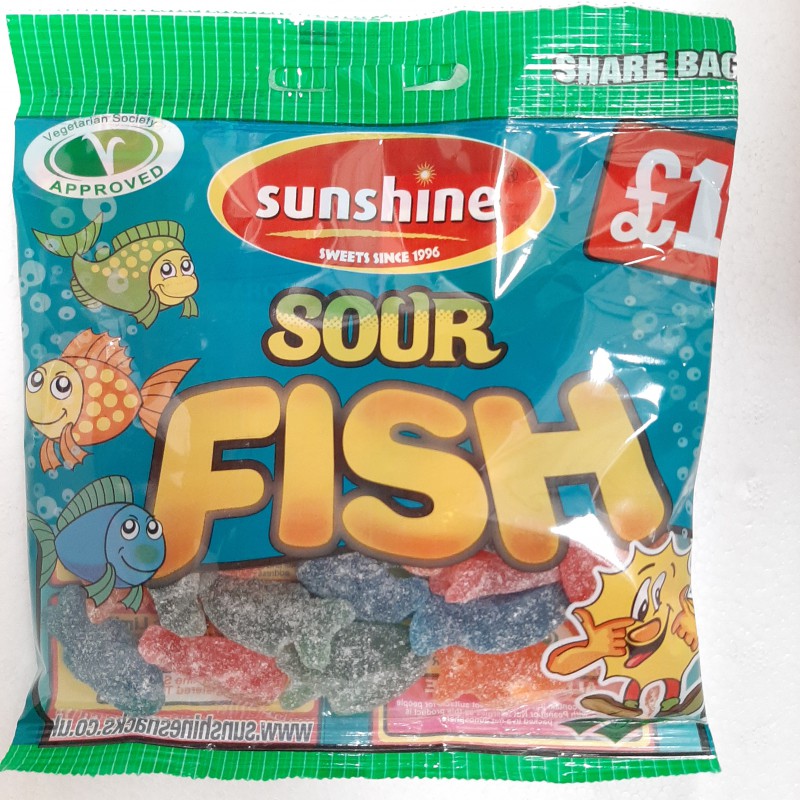 SHARE BAG
Vegetarian Society
V
APPROVED
£1
sunshine®
SWEETS SINCE 1996
SOUR
FISH
www.sunshinesnacks.co.uk